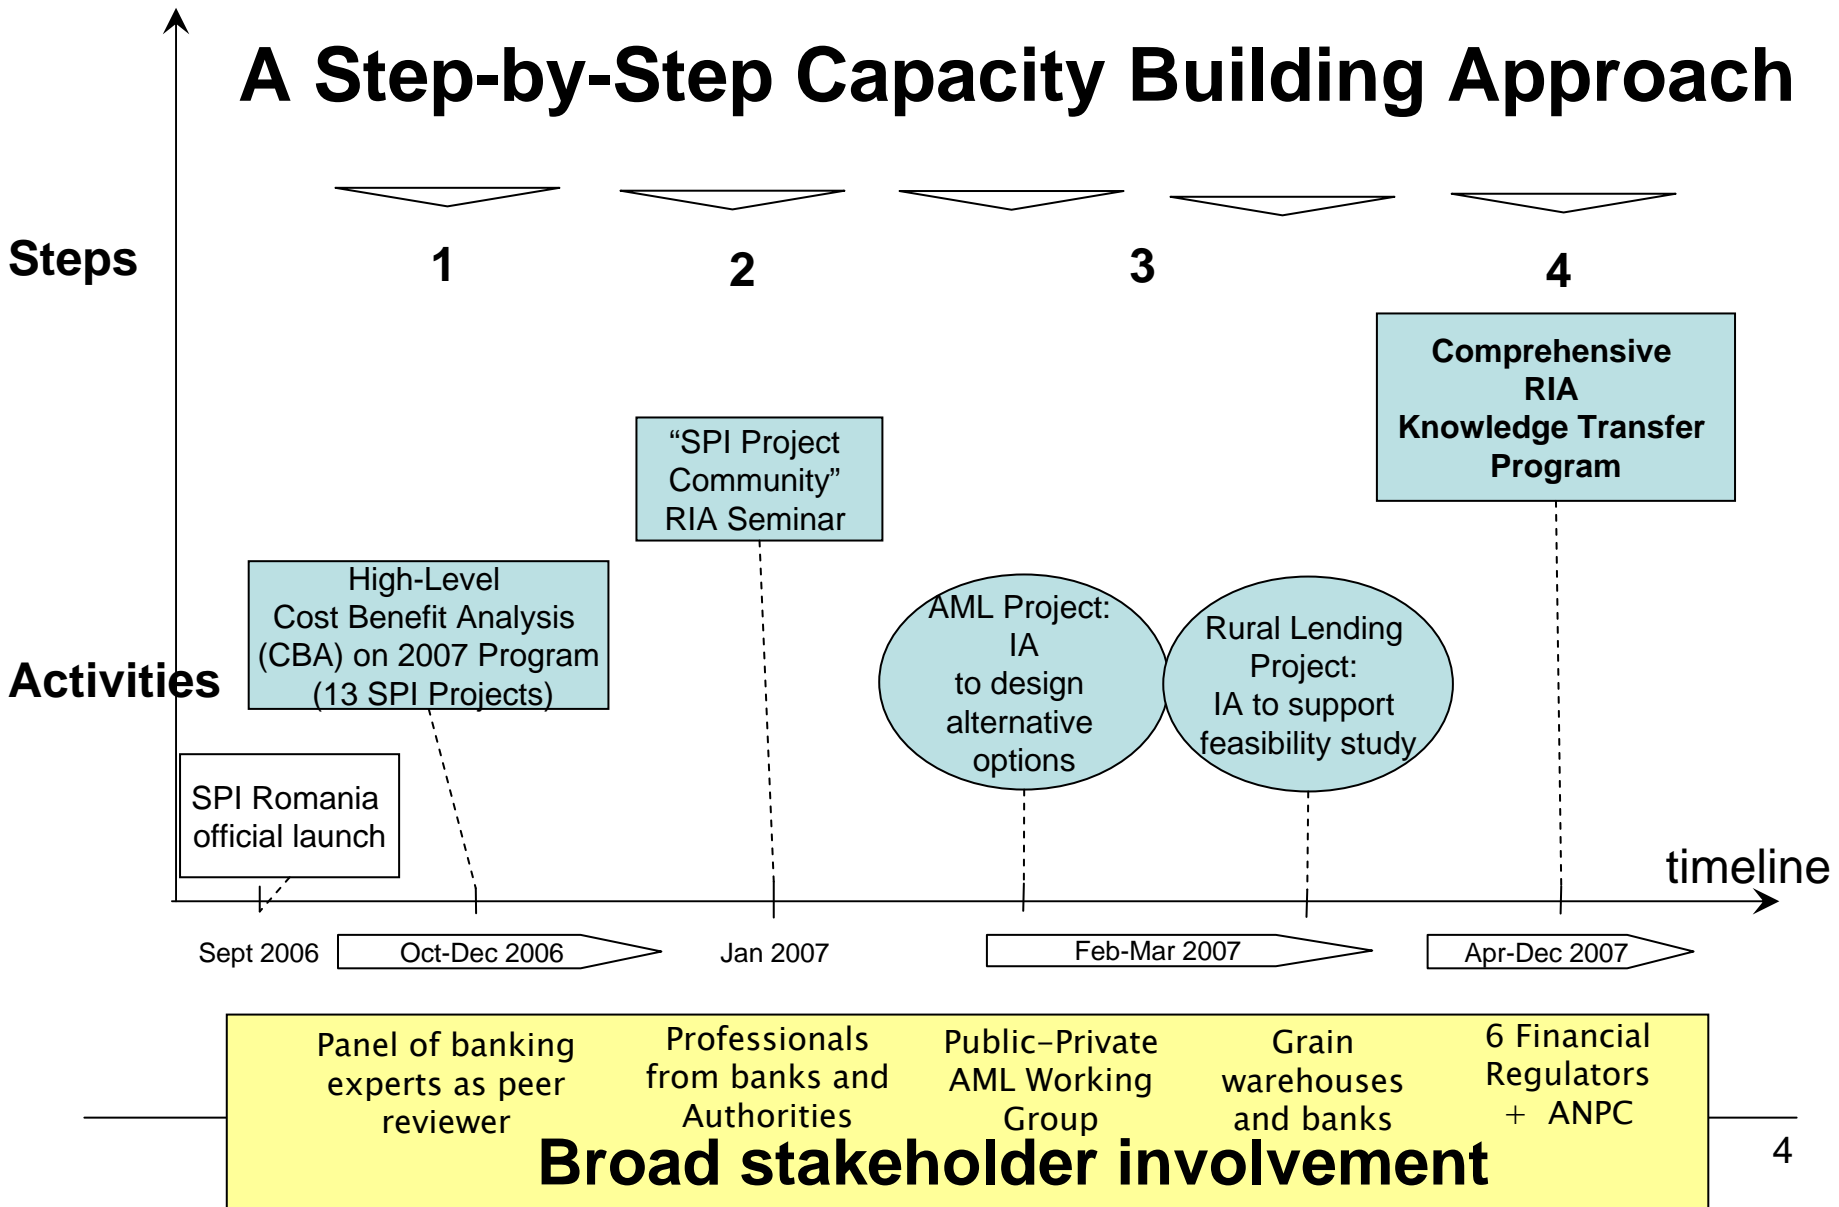 A Step-by-Step Capacity Building Approach
Steps
1
2
3
4
Activities
SPI Romania
official launch
High-Level
Cost Benefit Analysis
(CBA) on 2007 Program
(13 SPI Projects)
“SPI Project
Community”
RIA Seminar
AML Project:
IA
to design
alternative
options
Rural Lending
Project:
IA to support
feasibility study
Comprehensive
RIA
Knowledge Transfer
Program
timeline
Sept 2006
Oct-Dec 2006
Jan 2007
Feb-Mar 2007
Apr-Dec 2007
Panel of banking
experts as peer
reviewer
Professionals
from banks and
Authorities
Public-Private
AML Working
Group
Grain
warehouses
and banks
6 Financial
Regulators
+ ANPC
Broad stakeholder involvement
4